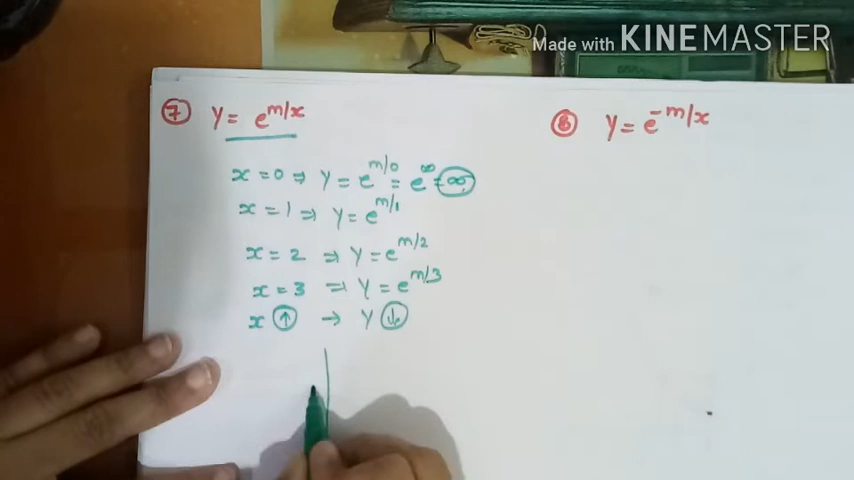 Made with KINEMASTER
⑦ y = e^m/x
x = 0 ⇒ y = e^m/0 = e^∞ = ∞
x = 1 ⇒ y = e^m/1
x = 2 ⇒ y = e^m/2
x = 3 ⇒ y = e^m/3
x ↑ → y ↓
⑧ y = e^-m/x